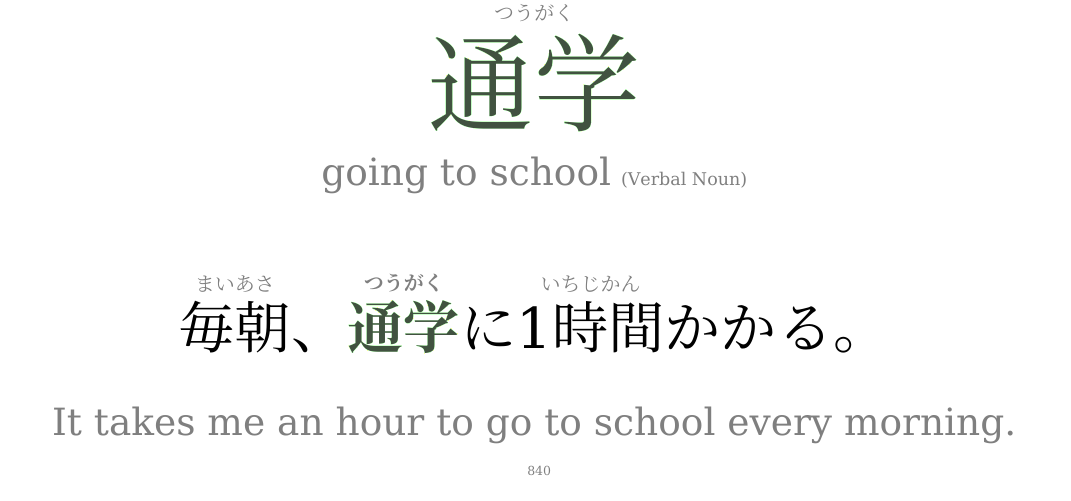 つうがく
通学
going to school (Verbal Noun)
まいあさ つうがく いちじかん
毎朝、通学に1時間かかる。
It takes me an hour to go to school every morning.
840